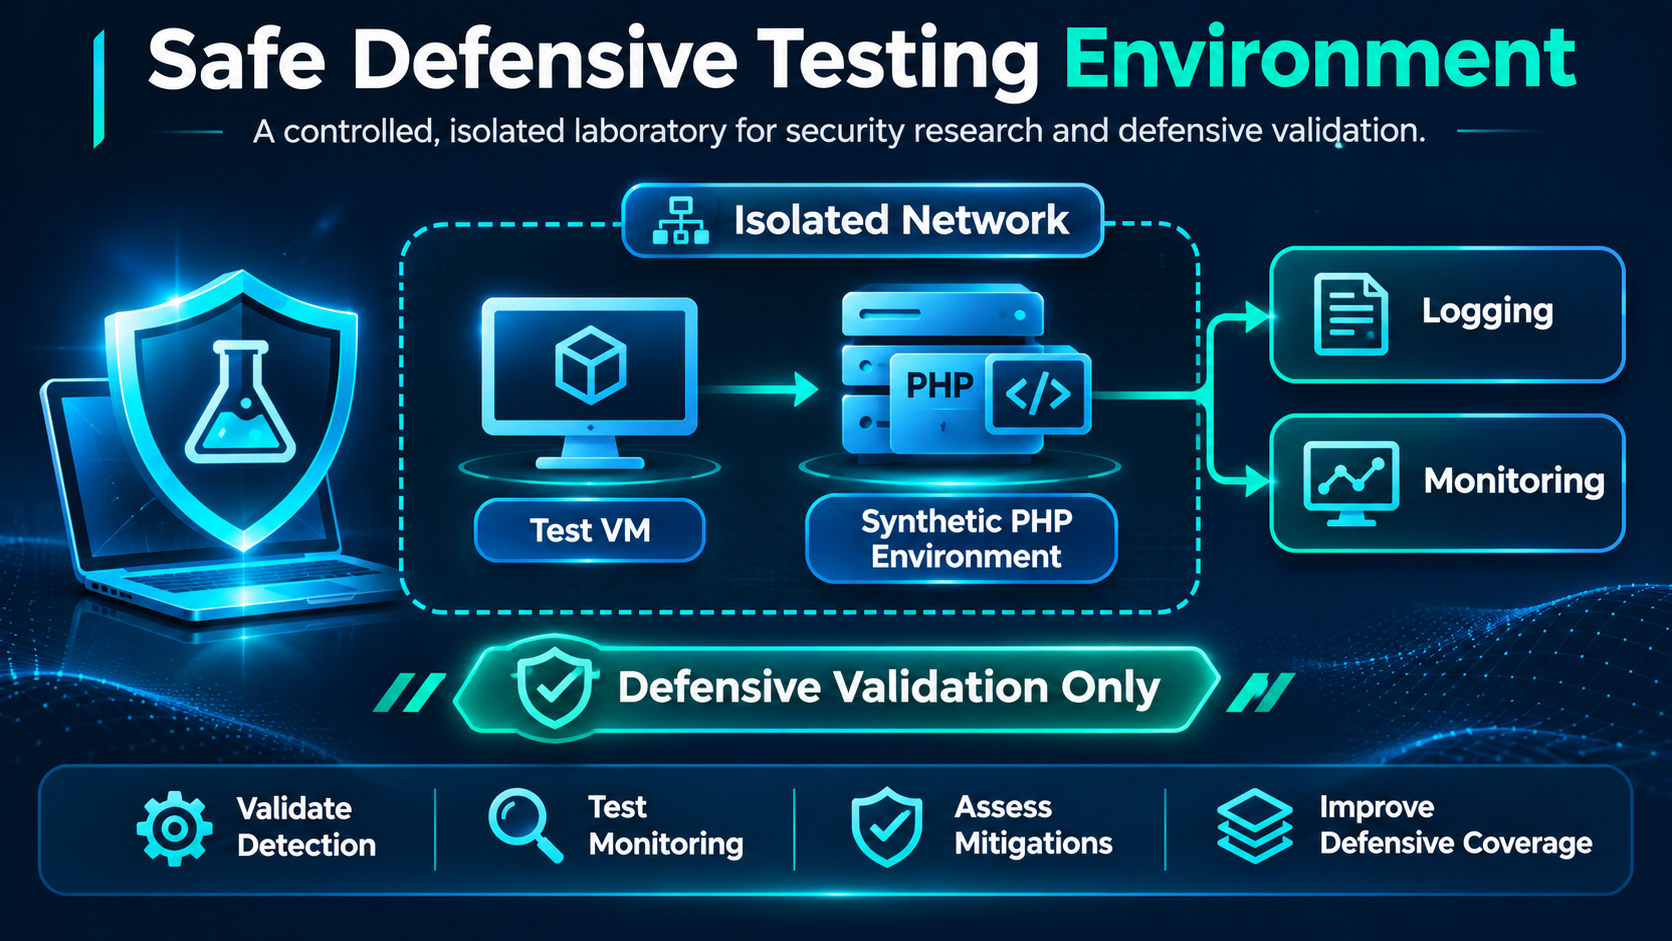 Safe Defensive Testing Environment
A controlled, isolated laboratory for security research and defensive validation.
Isolated Network
PHP
</>
Test VM
Synthetic PHP
Environment
Logging
Monitoring
Defensive Validation Only
Validate
Detection
Test
Monitoring
Assess
Mitigations
Improve
Defensive Coverage